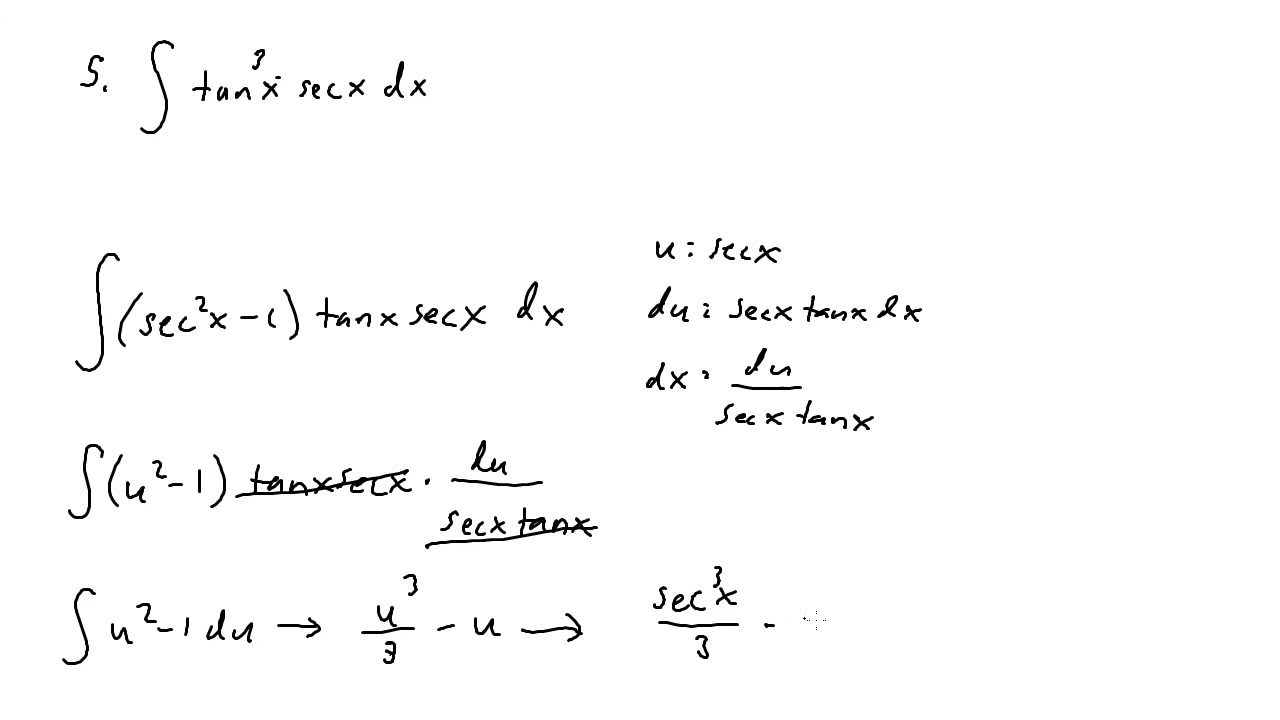 5. ∫ tan³x · sec x dx
u = sec x
∫ (sec²x − 1) tan x sec x dx
du = sec x tan x dx
dx = du / (sec x tan x)
∫ (u² − 1) tan x sec x · du / (sec x tan x)
∫ u² − 1 du → u³/3 − u → sec³x/3 −